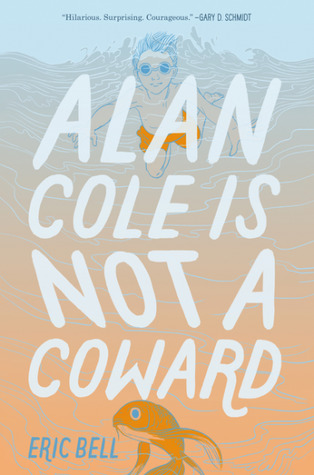 "Hilarious. Surprising. Courageous." —GARY D. SCHMIDT
ALAN
COLE IS
NOT A
COWARD
ERIC BELL